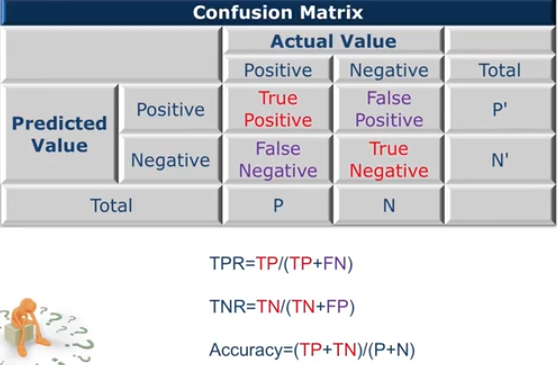 Confusion Matrix
Actual Value
Positive Negative Total
Predicted Value
Positive True Positive False Positive P'
Negative False Negative True Negative N'
Total P N
TPR=TP/(TP+FN)
TNR=TN/(TN+FP)
Accuracy=(TP+TN)/(P+N)